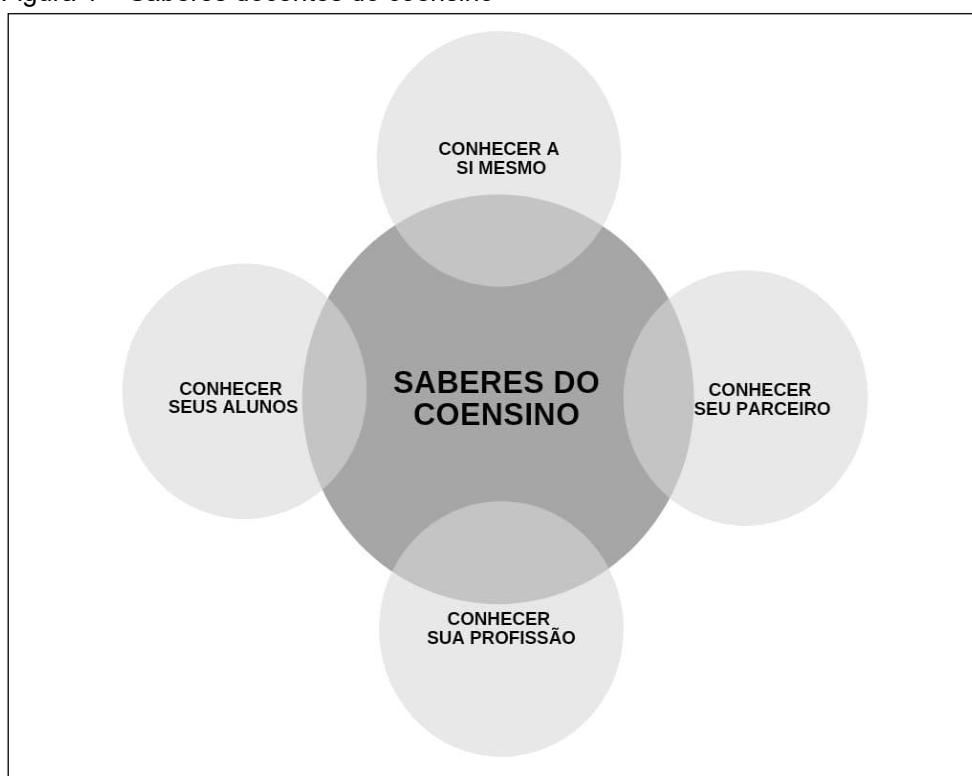 CONHECER A
SI MESMO
CONHECER
SEUS ALUNOS
SABERES DO
COENSINO
CONHECER
SEU PARCEIRO
CONHECER
SUA PROFISSÃO